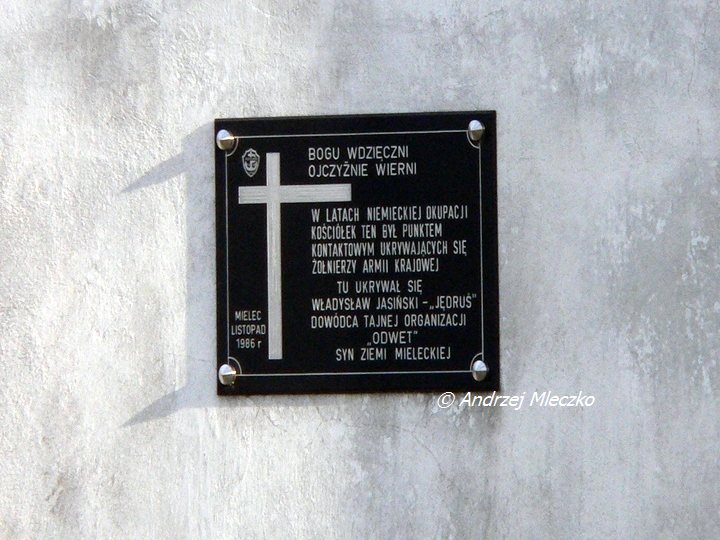 BOGU WDZIĘCZNI
OJCZYŹNIE WIERNI
W LATACH NIEMIECKIEJ OKUPACJI
KOŚCIÓŁEK TEN BYŁ PUNKTEM
KONTAKTOWYM UKRYWAJĄCYCH SIĘ
ŻOŁNIERZY ARMII KRAJOWEJ
TU UKRYWAŁ SIĘ
WŁADYSŁAW JASIŃSKI – „JĘDRUŚ"
DOWÓDCA TAJNEJ ORGANIZACJI
„ODWET"
SYN ZIEMI MIELECKIEJ
MIELEC
LISTOPAD
1986 r
© Andrzej Mleczko